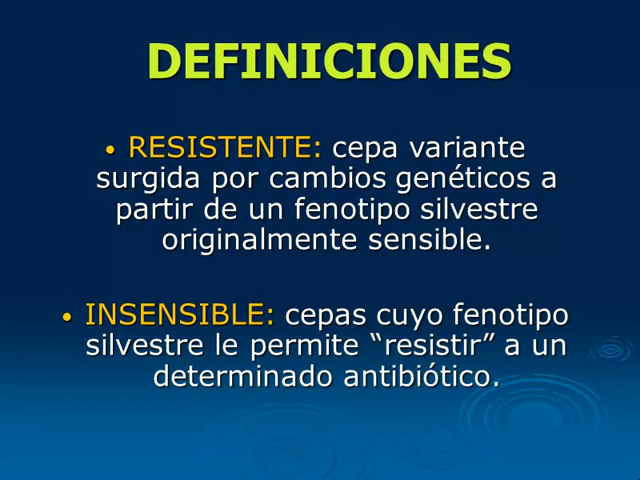 DEFINICIONES
• RESISTENTE: cepa variante
surgida por cambios genéticos a
partir de un fenotipo silvestre
originalmente sensible.
• INSENSIBLE: cepas cuyo fenotipo
silvestre le permite “resistir” a un
determinado antibiótico.